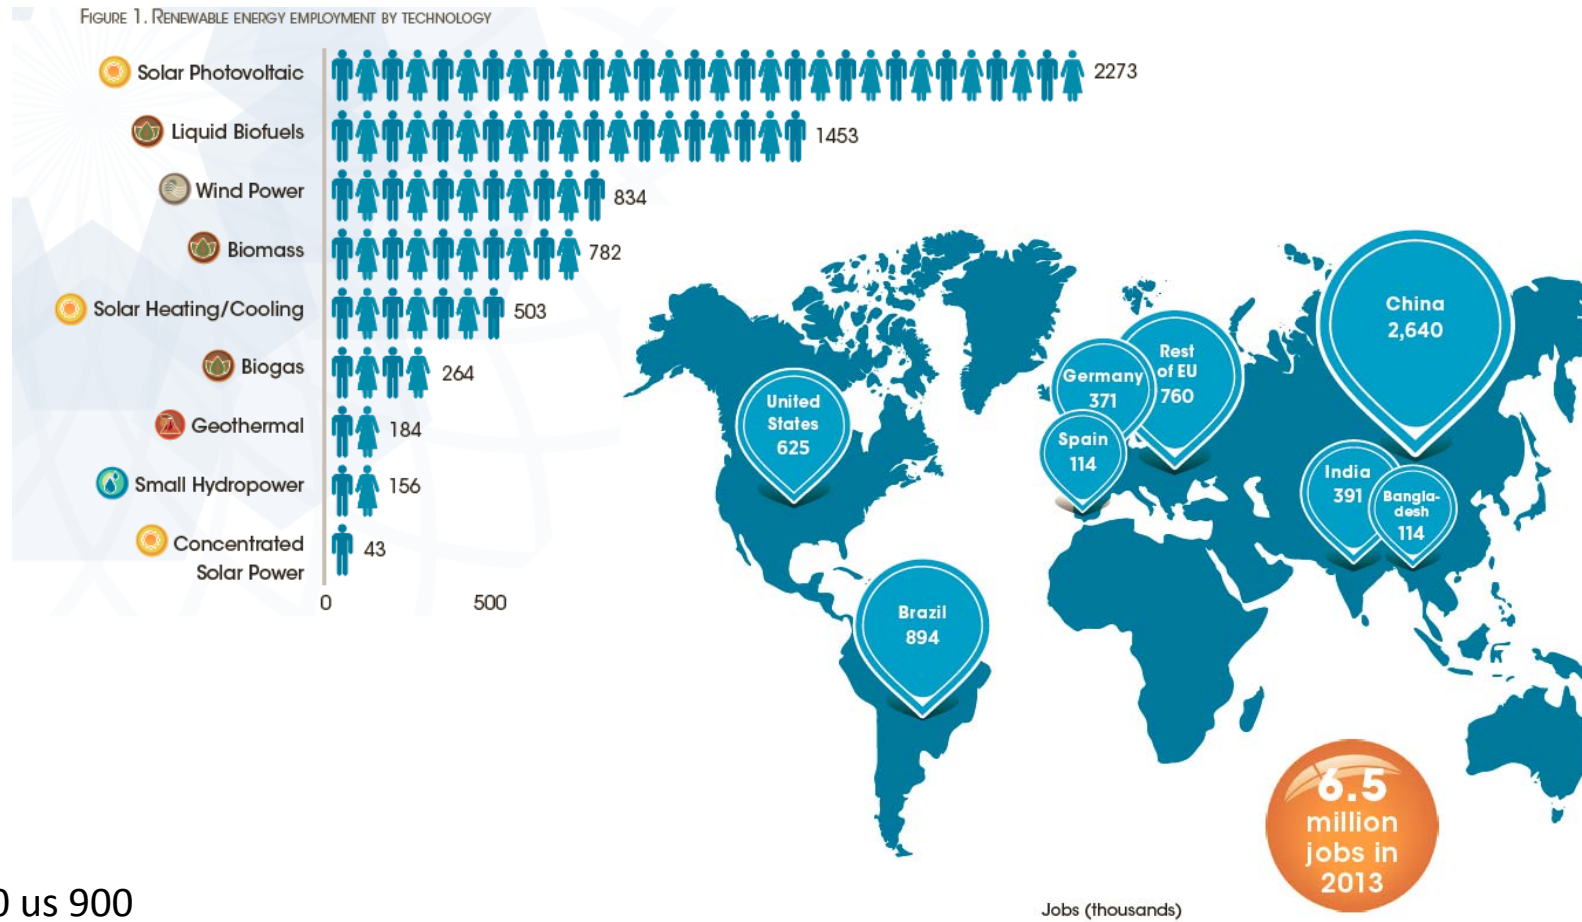 FIGURE 1. RENEWABLE ENERGY EMPLOYMENT BY TECHNOLOGY
Solar Photovoltaic 2273
Liquid Biofuels 1453
Wind Power 834
Biomass 782
Solar Heating/Cooling 503
Biogas 264
Geothermal 184
Small Hydropower 156
Concentrated 43
Solar Power
0 500
China
2,640
Rest
of EU
760
Germany
371
United
States
625
Spain
114
India
391
Bangla-
desh
114
Brazil
894
6.5
million
jobs in
2013
us 900
Jobs (thousands)